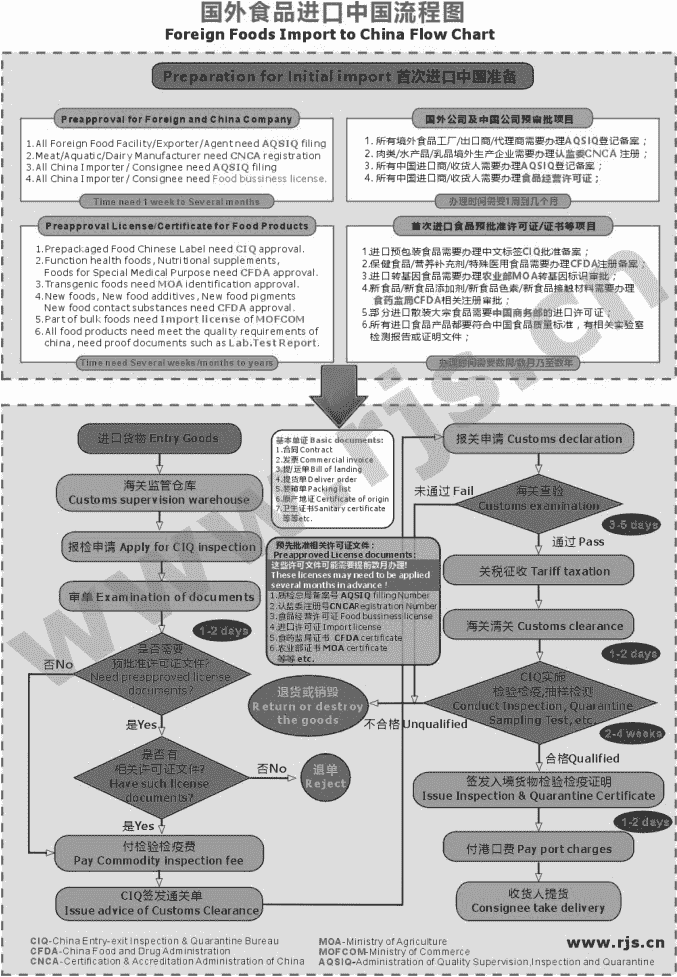 国外食品进口中国流程图
Foreign Foods Import to China Flow Chart
Preparation for Initial import 首次进口中国准备
Preapproval for Foreign and China Company
1.All Foreign Food Facility/Exporter/Agent need AQSIQ filing
2.Meat/Aquatic/Dairy Manufacturer need CNCA registration
3.All China Importer / Consignee need AQSIQ filing
4.All China Importer / Consignee need Food bussiness license.
Time need 1 week to Several months
国外公司及中国公司预审批项目
1.所有境外食品工厂/出口商/代理商需要办理AQSIQ登记备案；
2.肉类/水产品/乳品境外生产企业需要办理认监委CNCA 注册；
3.所有中国进口商/收货人需要办理AQSIQ登记备案；
4.所有中国进口商/收货人需要办理食品经营许可证；
办理时间需要1周到几个月
Preapproval License/Certificate for Food Products
1.Prepackaged Food Chinese Label need CIQ approval.
2.Function health foods, Nutritional supplements,
Foods for Special Medical Purpose need CFDA approval.
3.Transgenic foods need MOA identification approval.
4.New foods, New food additives, New food pigments
New food contact substances need CFDA approval.
5.Part of bulk foods need Import license of MOFCOM
6.All food products need meet the quality requirements of
china, need proof documents such as Lab.Test Report.
Time need Several weeks/months to years
首次进口食品预批准许可证/证书等项目
1.进口预包装食品需要办理中文标签CIQ批准备案；
2.保健食品/营养补充剂/特殊医用食品需要办理CFDA注册备案；
3.进口转基因食品需要办理农业部MOA转基因标识审批；
4.新食品/新食品添加剂/新食品色素/新食品接触材料需要办理
食药监局CFDA相关注册审批；
5.部分进口散装大宗食品需要中国商务部的进口许可证；
6.所有进口食品产品都要符合中国食品质量标准，有相关实验室
检测报告或证明文件；
办理时间需要数周/数月乃至数年
进口货物 Entry Goods
海关监管仓库
Customs supervision warehouse
报检申请 Apply for CIQ inspection
审单 Examination of documents
1-2 days
是否需要
预批准许可证文件?
Need preapproved license
documents?
否No
是Yes
是否有
相关许可证文件?
Have such license
documents?
否No
退单
Reject
是Yes
付检验检疫费
Pay Commodity inspection fee
CIQ签发通关单
Issue advice of Customs Clearance
基本单证 Basic documents:
1.合同 Contract
2.发票 Commercial invoice
3.提/运单 Bill of landing
4.提货单 Deliver order
5.装箱单 Packing list
6.原产地证 Certificate of origin
7.卫生证书 Sanitary certificate
等等etc.
预先批准相关许可证文件：
Preapproved License documents:
这些许可文件可能需要提前数月办理!
These licenses may need to be applied
several months in advance !
1.质检总局备案号 AQSIQ filling Number
2.认监委注册号CNCARegistration Number
3.食品经营许可证 Food bussiness license
4.进口许可证 Import license
5.食药监局证书 CFDA certificate
6.农业部证书 MOA certificate
等等 etc.
退货或销毁
Return or destroy
the goods
报关申请 Customs declaration
未通过 Fail
海关查验
Customs examination
3-5 days
通过 Pass
关税征收 Tariff taxation
海关清关 Customs clearance
1-2 days
CIQ实施
检验检疫,抽样检测
Conduct Inspection, Quarantine
Sampling Test, etc.
不合格 Unqualified
2-4 weeks
合格Qualified
签发入境货物检验检疫证明
Issue Inspection & Quarantine Certificate
1-2 days
付港口费 Pay port charges
收货人提货
Consignee take delivery
CIQ-China Entry-exit Inspection & Quarantine Bureau
CFDA-China Food and Drug Administration
CNCA-Certification & Accreditation Administration of China
MOA-Ministry of Agriculture
MOFCOM-Ministry of Commerce
AQSIQ-Administration of Quality Supervision,Inspection and Quarantine
www.rjs.cn
www.rjs.cn